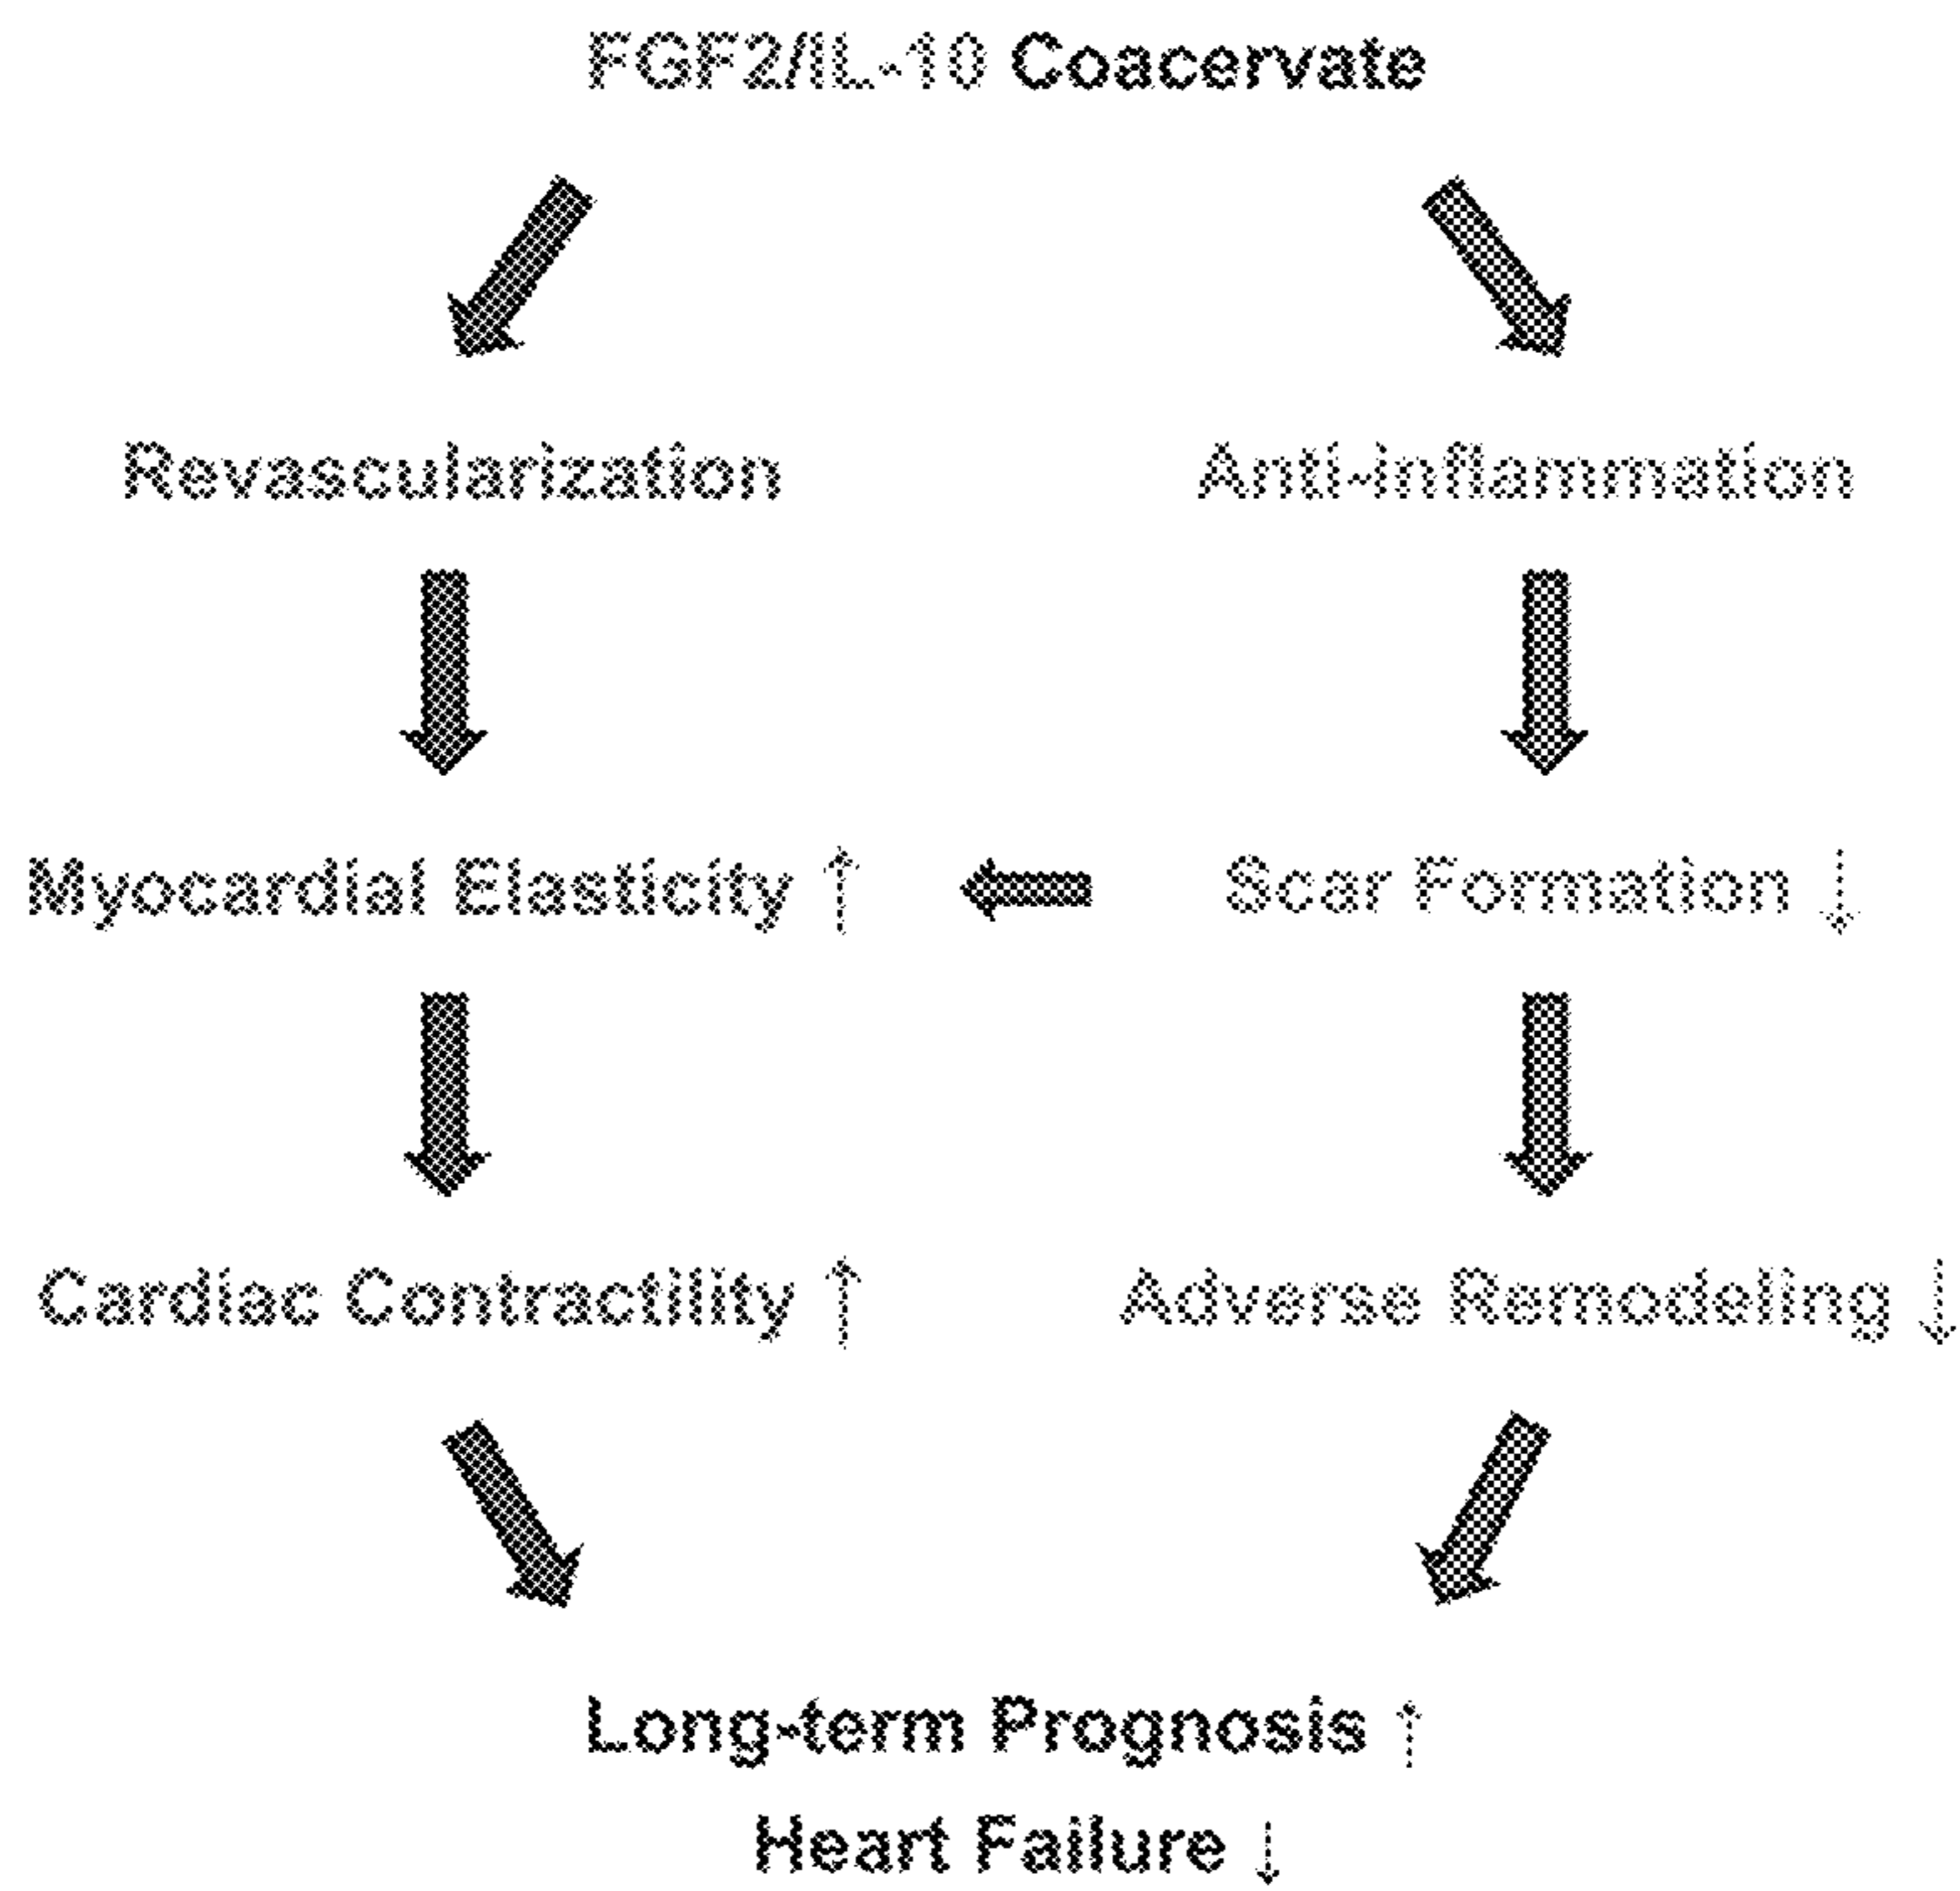 FGF2/IL-10 Coacervate
Revascularization
Anti-inflammation
Myocardial Elasticity ↑
Scar Formation ↓
Cardiac Contractility ↑
Adverse Remodeling ↓
Long-term Prognosis ↑
Heart Failure ↓